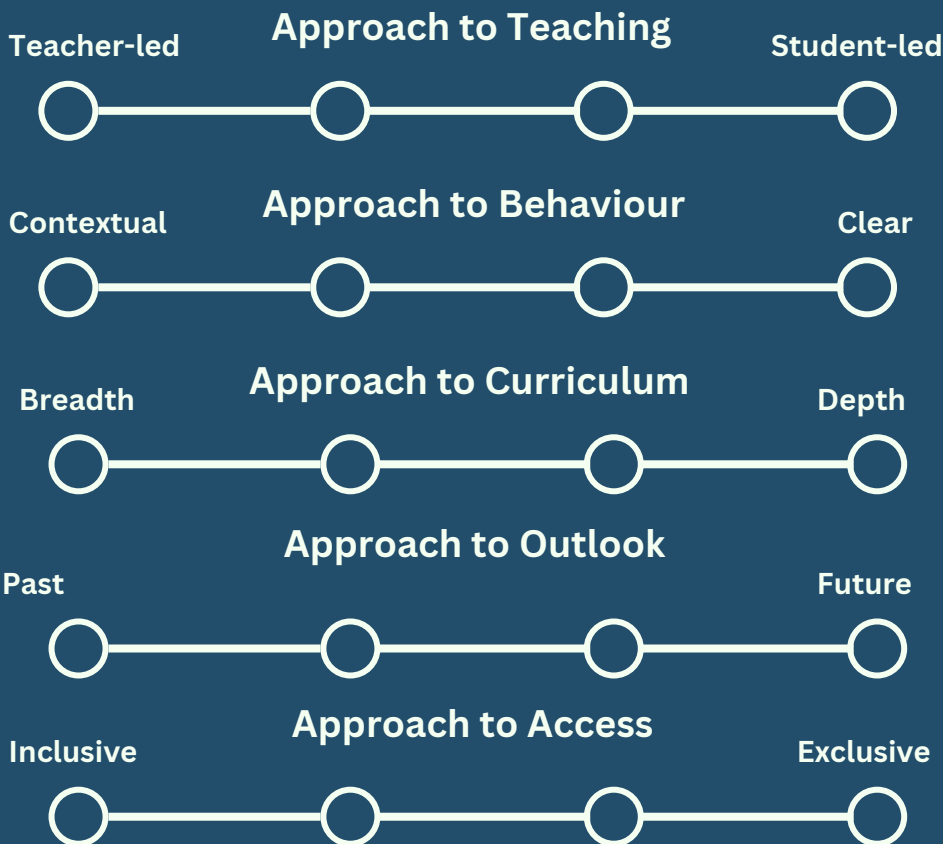 Approach to Teaching
Teacher-led Student-led
Approach to Behaviour
Contextual Clear
Approach to Curriculum
Breadth Depth
Approach to Outlook
Past Future
Approach to Access
Inclusive Exclusive